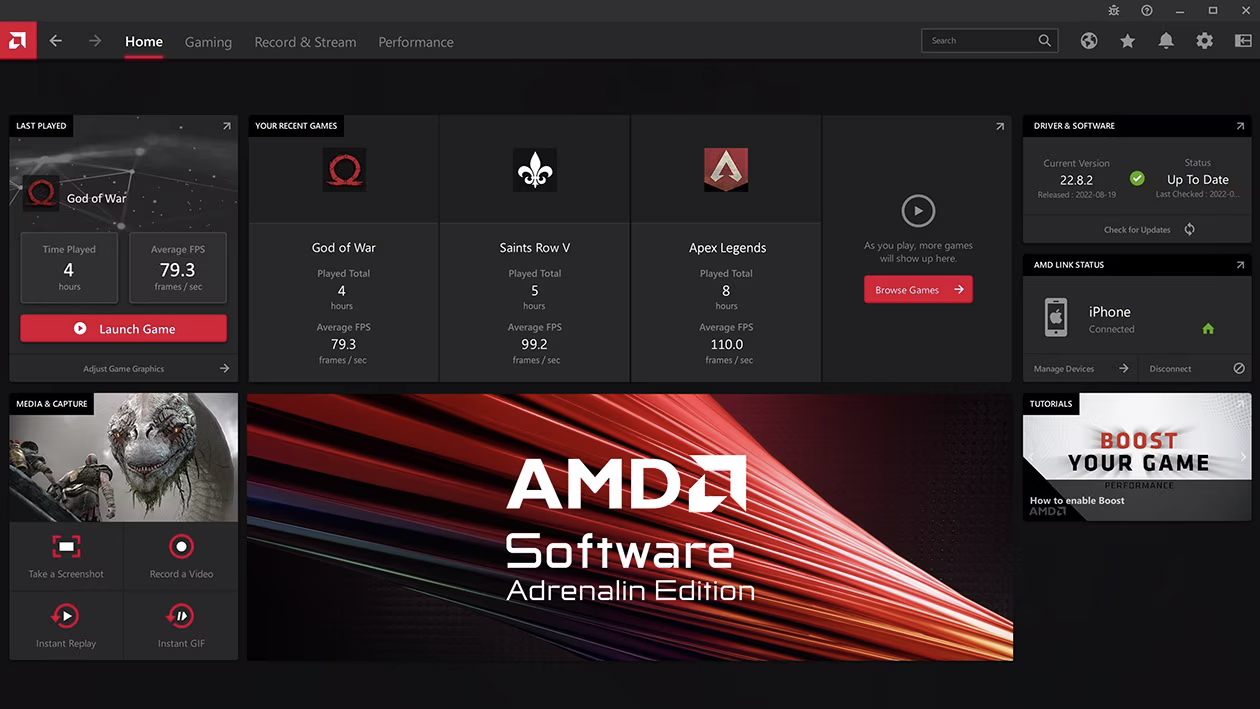 Home
Gaming
Record & Stream
Performance
Search
LAST PLAYED
God of War
Time Played
4
hours
Average FPS
79.3
frames / sec
Launch Game
Adjust Game Graphics
YOUR RECENT GAMES
God of War
Played Total
4
hours
Average FPS
79.3
frames / sec
Saints Row V
Played Total
5
hours
Average FPS
99.2
frames / sec
Apex Legends
Played Total
8
hours
Average FPS
110.0
frames / sec
As you play, more games
will show up here.
Browse Games
DRIVER & SOFTWARE
Current Version
22.8.2
Released : 2022-08-19
Status
Up To Date
Last Checked : 2022-0...
Check for Updates
AMD LINK STATUS
iPhone
Connected
Manage Devices
Disconnect
MEDIA & CAPTURE
Take a Screenshot
Record a Video
Instant Replay
Instant GIF
AMD
Software
Adrenalin Edition
TUTORIALS
BOOST
YOUR GAME
PERFORMANCE
How to enable Boost
AMD